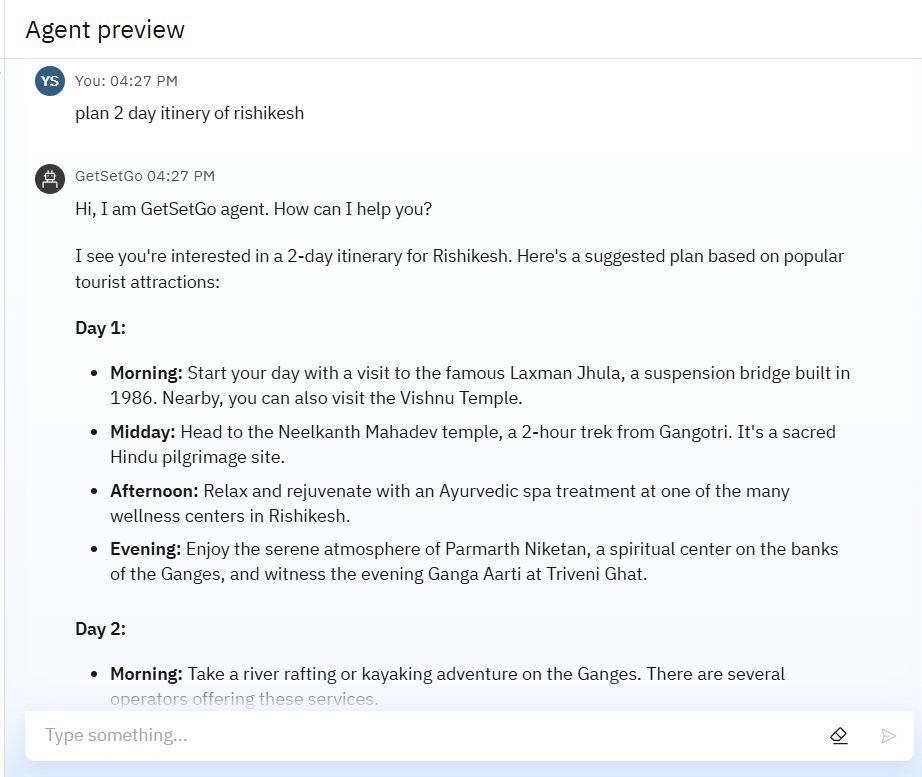 Agent preview
YS
You: 04:27 PM
plan 2 day itinery of rishikesh
GetSetGo 04:27 PM
Hi, I am GetSetGo agent. How can I help you?
I see you're interested in a 2-day itinerary for Rishikesh. Here's a suggested plan based on popular
tourist attractions:
Day 1:
• Morning: Start your day with a visit to the famous Laxman Jhula, a suspension bridge built in
1986. Nearby, you can also visit the Vishnu Temple.
• Midday: Head to the Neelkanth Mahadev temple, a 2-hour trek from Gangotri. It's a sacred
Hindu pilgrimage site.
• Afternoon: Relax and rejuvenate with an Ayurvedic spa treatment at one of the many
wellness centers in Rishikesh.
• Evening: Enjoy the serene atmosphere of Parmarth Niketan, a spiritual center on the banks
of the Ganges, and witness the evening Ganga Aarti at Triveni Ghat.
Day 2:
• Morning: Take a river rafting or kayaking adventure on the Ganges. There are several
operators offering these services.
Type something...